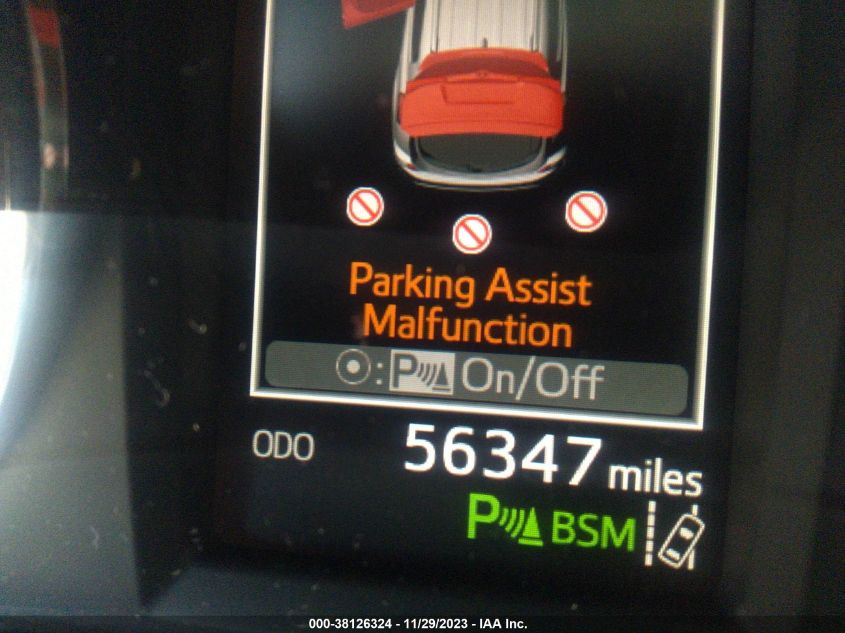 Parking Assist
Malfunction
: P On/Off
ODO 56347 miles
P BSM
000-38126324 - 11/29/2023 - IAA Inc.